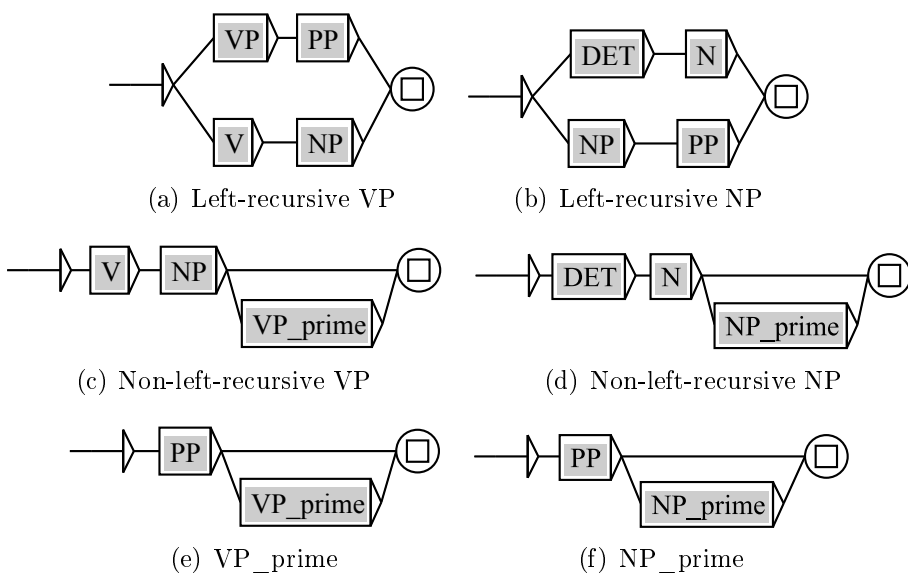 VP PP
V NP
(a) Left-recursive VP
DET N
NP PP
(b) Left-recursive NP
V NP
VP_prime
(c) Non-left-recursive VP
DET N
NP_prime
(d) Non-left-recursive NP
PP
VP_prime
(e) VP_prime
PP
NP_prime
(f) NP_prime